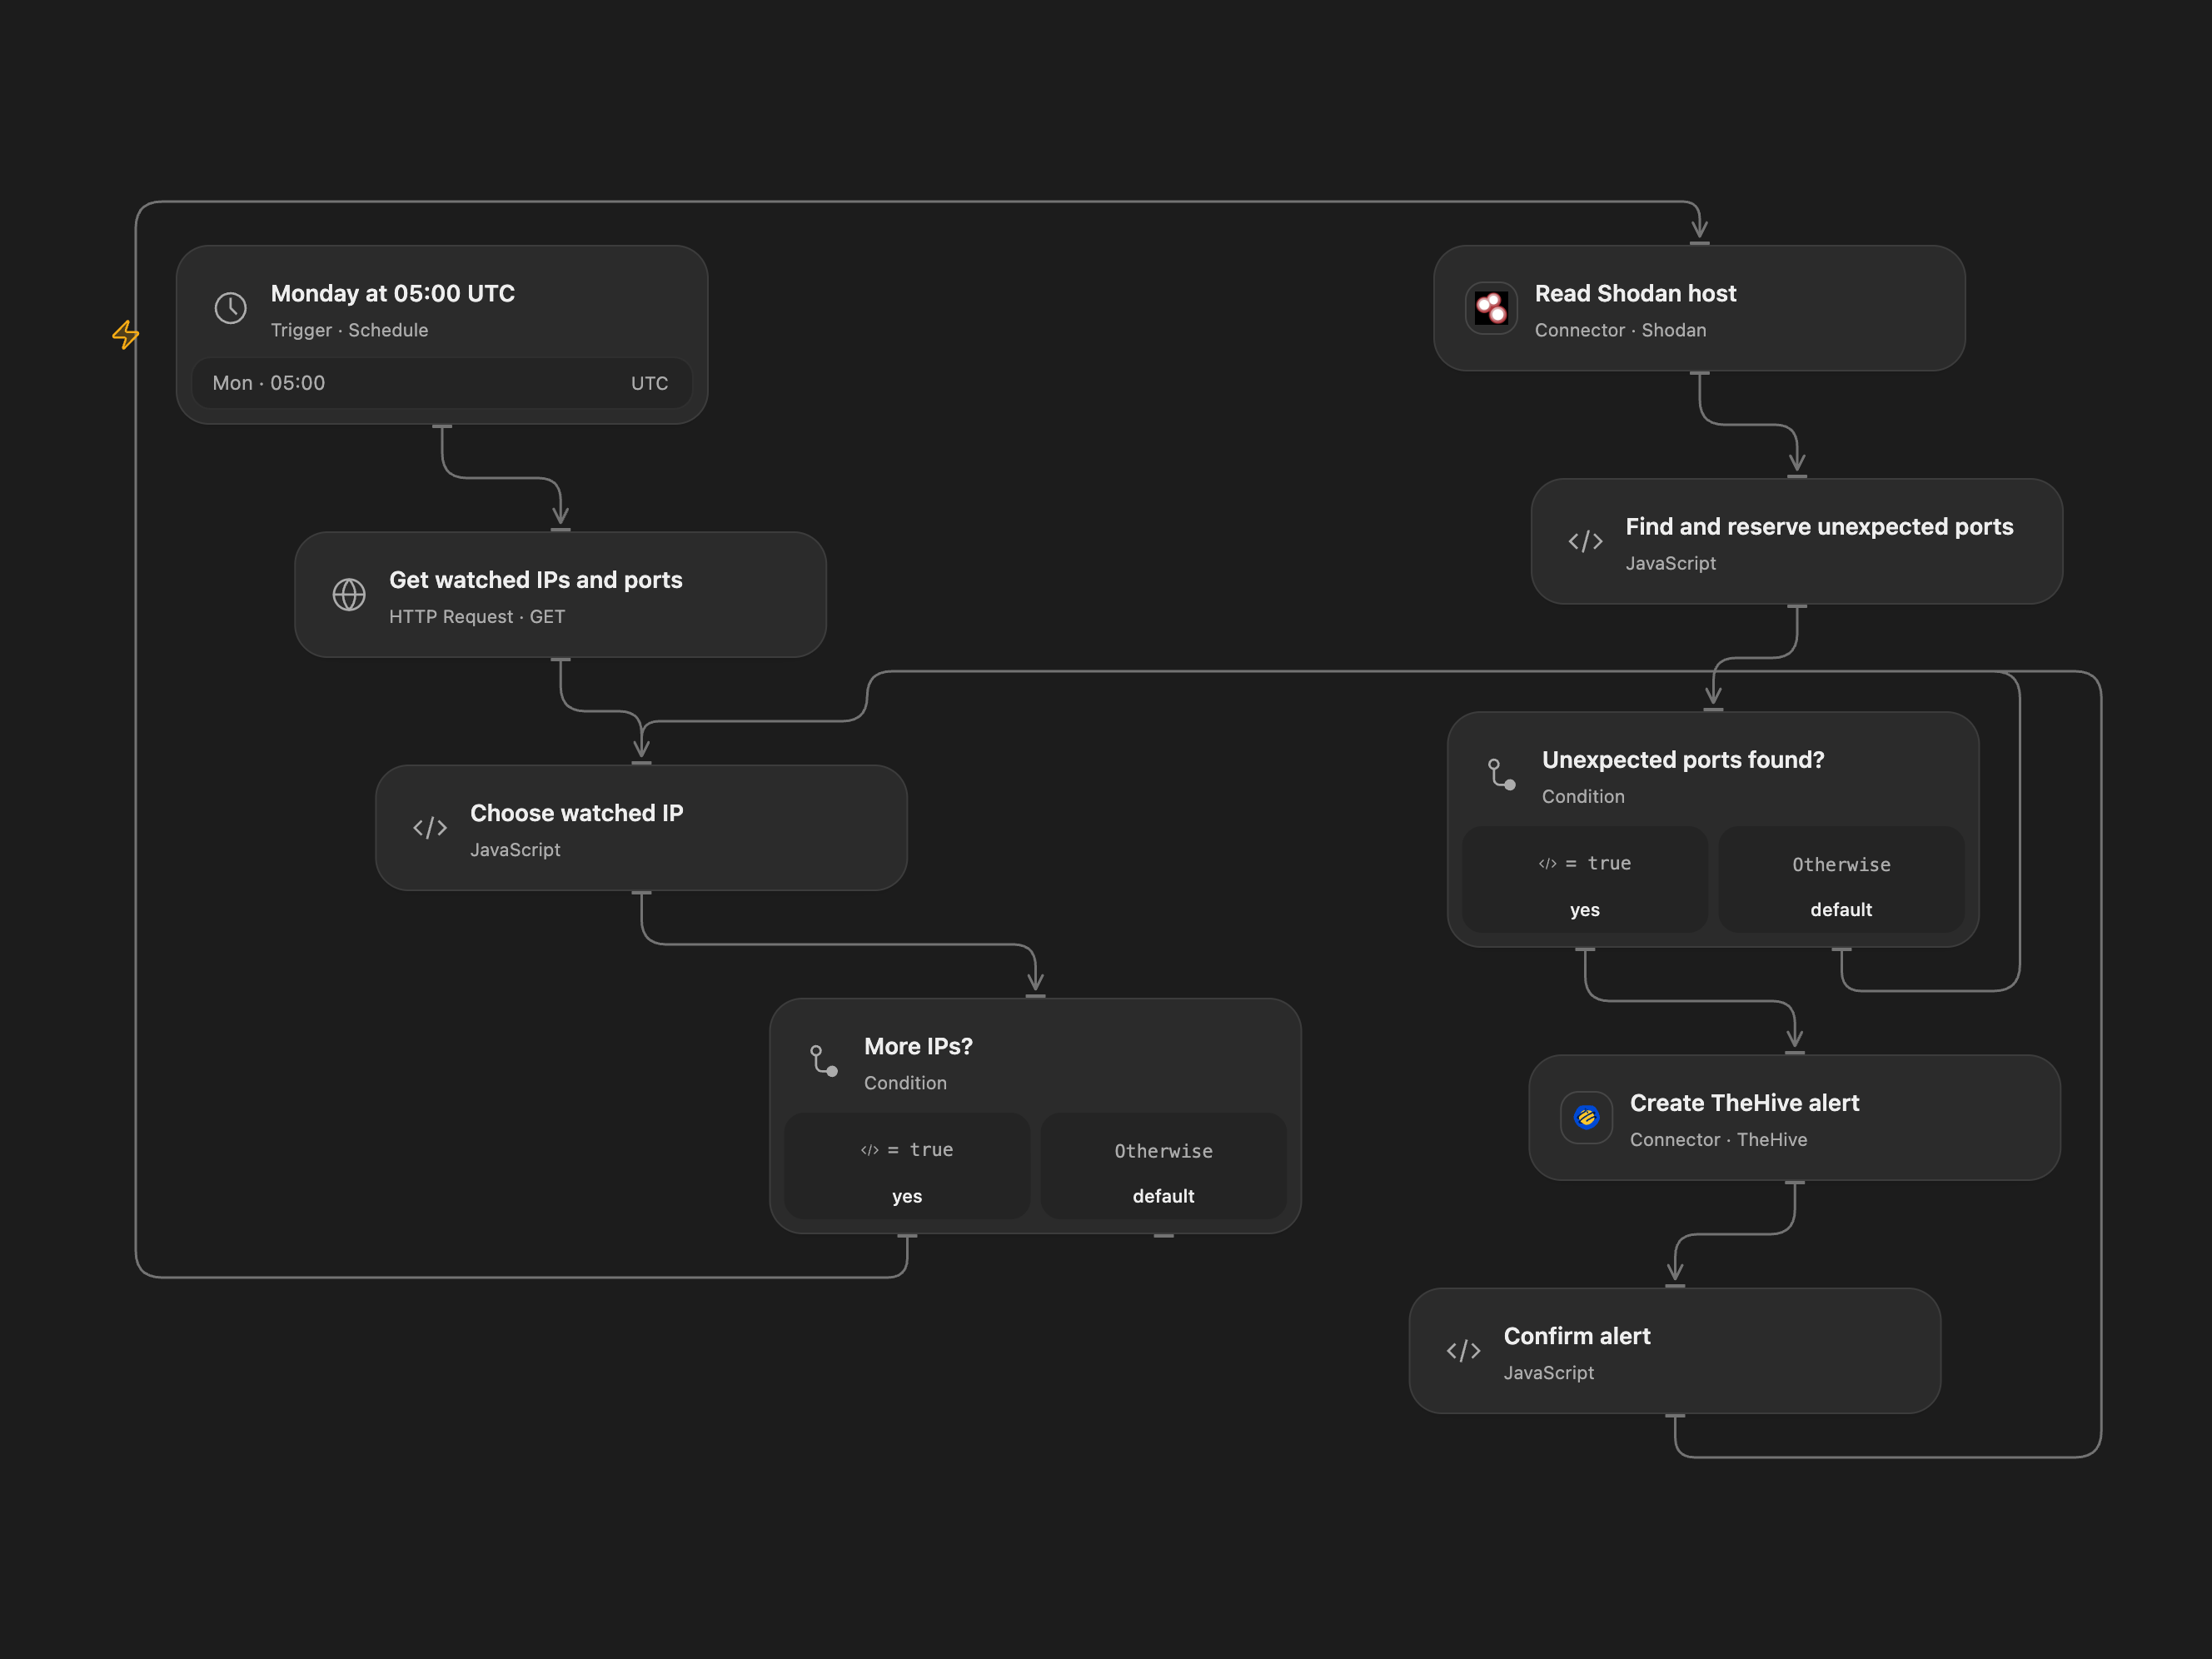 Monday at 05:00 UTC
Trigger · Schedule
Mon · 05:00
UTC
Get watched IPs and ports
HTTP Request · GET
Choose watched IP
JavaScript
More IPs?
Condition
</> = true
yes
Otherwise
default
Read Shodan host
Connector · Shodan
Find and reserve unexpected ports
JavaScript
Unexpected ports found?
Condition
</> = true
yes
Otherwise
default
Create TheHive alert
Connector · TheHive
Confirm alert
JavaScript